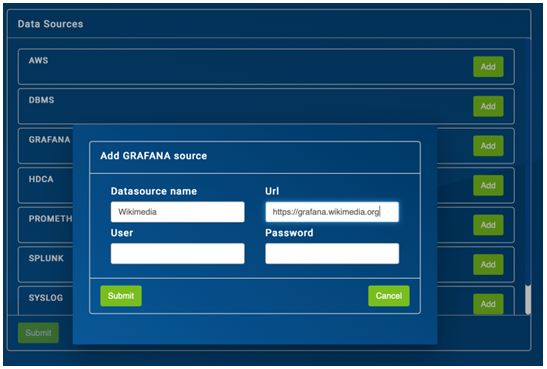 Data Sources
AWS
Add
DBMS
Add
GRAFANA
Add
HDCA
Add
PROMETH
Add
SPLUNK
Add
SYSLOG
Add
Submit
Add GRAFANA source
Datasource name Url
Wikimedia https://grafana.wikimedia.org
User Password
Submit Cancel